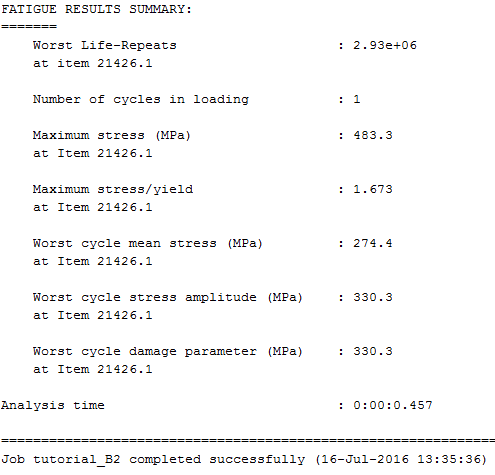 FATIGUE RESULTS SUMMARY:
=======
Worst Life-Repeats : 2.93e+06
at item 21426.1
Number of cycles in loading : 1
Maximum stress (MPa) : 483.3
at Item 21426.1
Maximum stress/yield : 1.673
at Item 21426.1
Worst cycle mean stress (MPa) : 274.4
at Item 21426.1
Worst cycle stress amplitude (MPa) : 330.3
at Item 21426.1
Worst cycle damage parameter (MPa) : 330.3
at Item 21426.1
Analysis time : 0:00:0.457
==============================================================
Job tutorial_B2 completed successfully (16-Jul-2016 13:35:36)